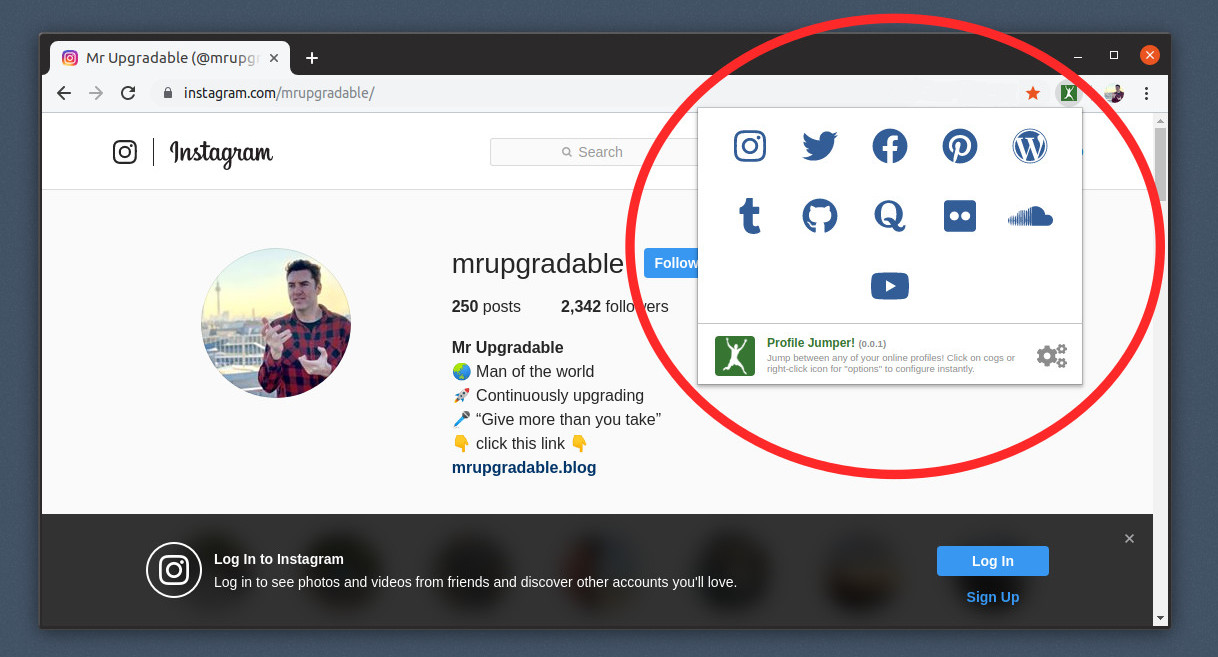 Mr Upgradable (@mrupgr
instagram.com/mrupgradable/
Instagram
Search
mrupgradable
Follow
250 posts
2,342 followers
Mr Upgradable
🌏 Man of the world
🚀 Continuously upgrading
🎤 “Give more than you take”
👇 click this link 👇
mrupgradable.blog
Profile Jumper! (0.0.1)
Jump between any of your online profiles! Click on cogs or
right-click icon for "options" to configure instantly.
Log In to Instagram
Log in to see photos and videos from friends and discover other accounts you'll love.
Log In
Sign Up